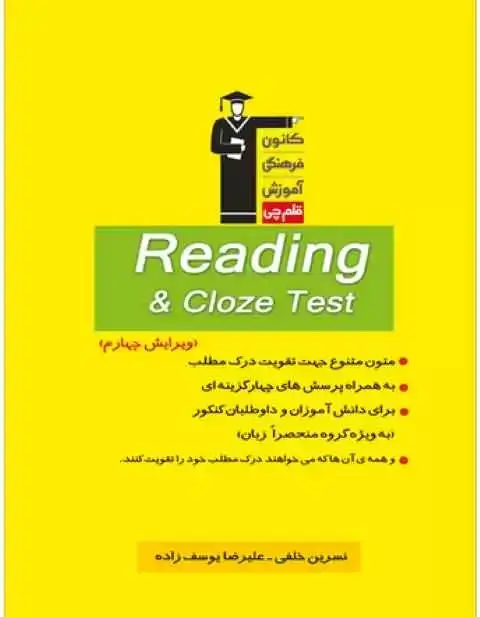 کانون
فرهنگی
آموزش
قلم چی
Reading
& Cloze Test
(ویرایش چهارم)
متون متنوع جهت تقویت درک مطلب
به همراه پرسش های چهارگزینه ای
برای دانش آموزان و داوطلبان کنکور
(به ویژه گروه منحصراً زبان)
و همه ی آن ها که می خواهند درک مطلب خود را تقویت کنند.
نسرین خلفی - علیرضا یوسف زاده